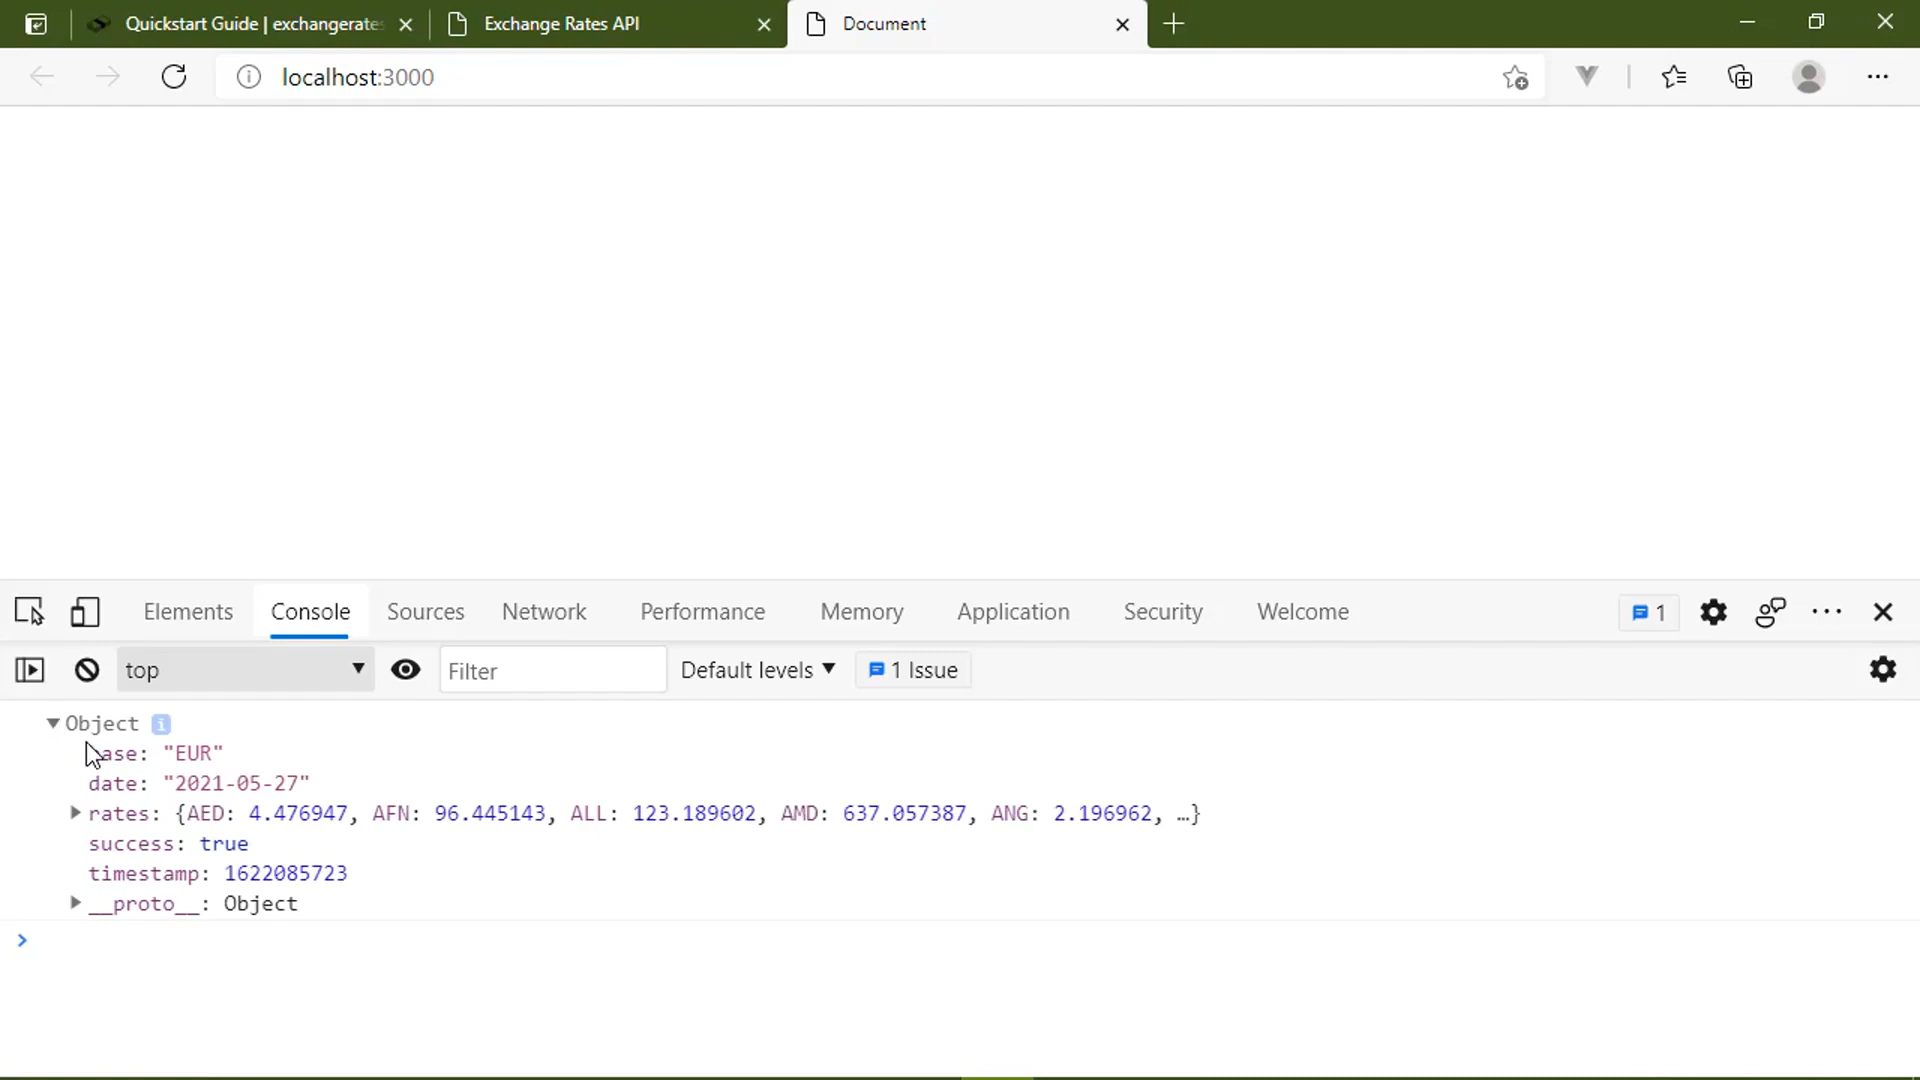 Quickstart Guide | exchangerates
Exchange Rates API
Document
localhost:3000
Elements Console Sources Network Performance Memory Application Security Welcome 1
top Filter Default levels 1 Issue
Object i
ase: "EUR"
date: "2021-05-27"
rates: {AED: 4.476947, AFN: 96.445143, ALL: 123.189602, AMD: 637.057387, ANG: 2.196962, …}
success: true
timestamp: 1622085723
__proto__: Object